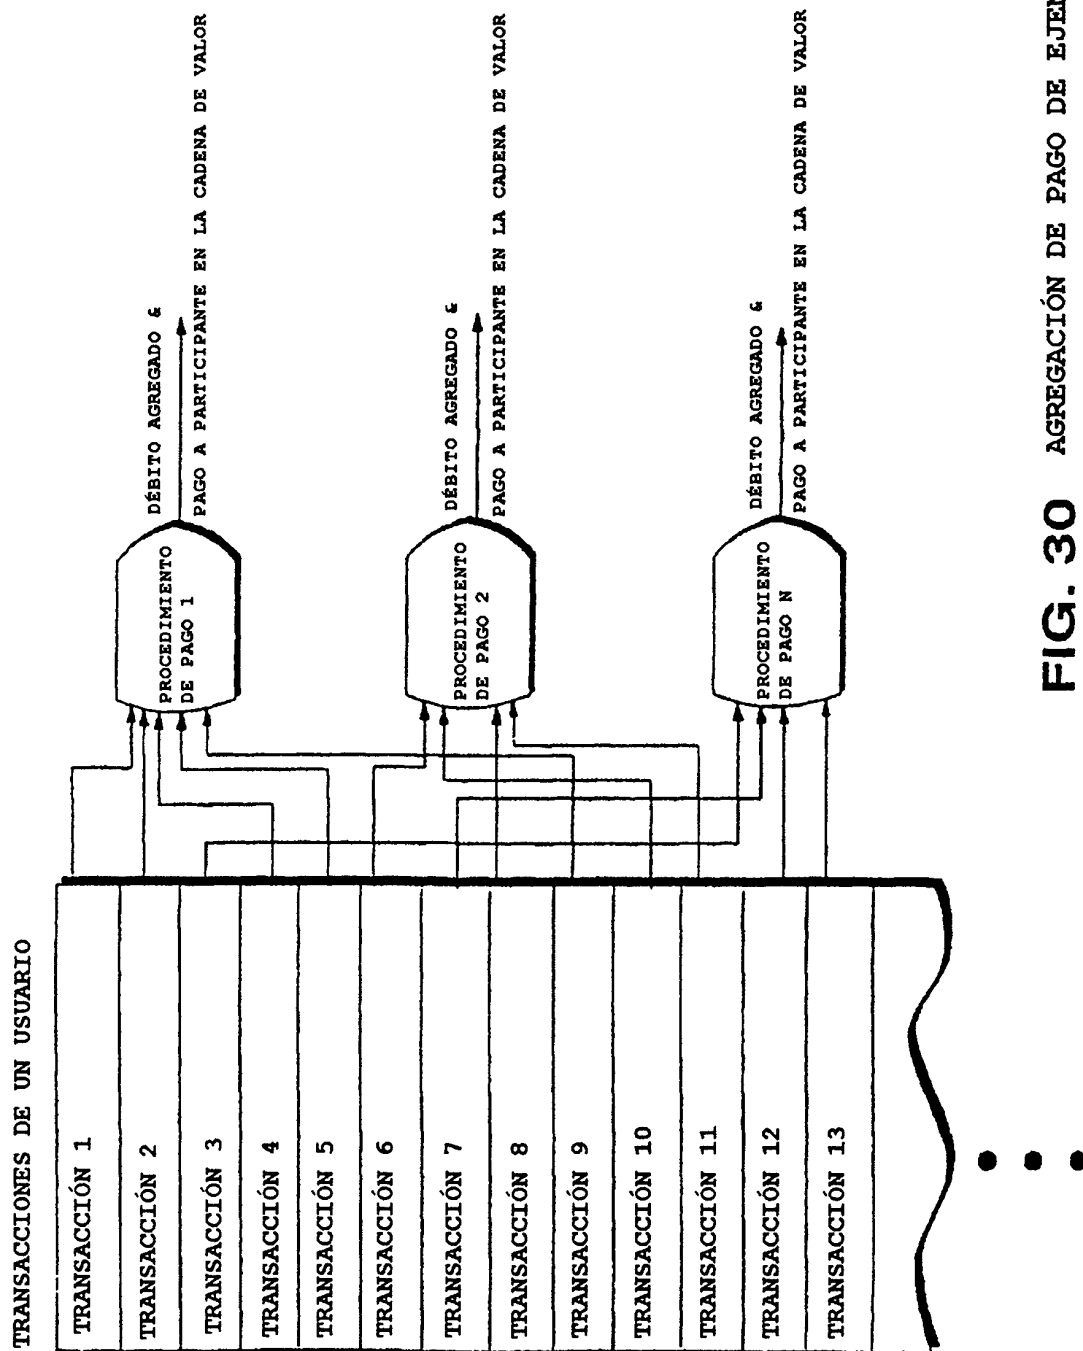 TRANSACCIONES DE UN USUARIO
TRANSACCIÓN 1
TRANSACCIÓN 2
TRANSACCIÓN 3
TRANSACCIÓN 4
TRANSACCIÓN 5
TRANSACCIÓN 6
TRANSACCIÓN 7
TRANSACCIÓN 8
TRANSACCIÓN 9
TRANSACCIÓN 10
TRANSACCIÓN 11
TRANSACCIÓN 12
TRANSACCIÓN 13
PROCEDIMIENTO
DE PAGO 1
DÉBITO AGREGADO &
PAGO A PARTICIPANTE EN LA CADENA DE VALOR
PROCEDIMIENTO
DE PAGO 2
DÉBITO AGREGADO &
PAGO A PARTICIPANTE EN LA CADENA DE VALOR
PROCEDIMIENTO
DE PAGO N
DÉBITO AGREGADO &
PAGO A PARTICIPANTE EN LA CADENA DE VALOR
FIG. 30 AGREGACIÓN DE PAGO DE